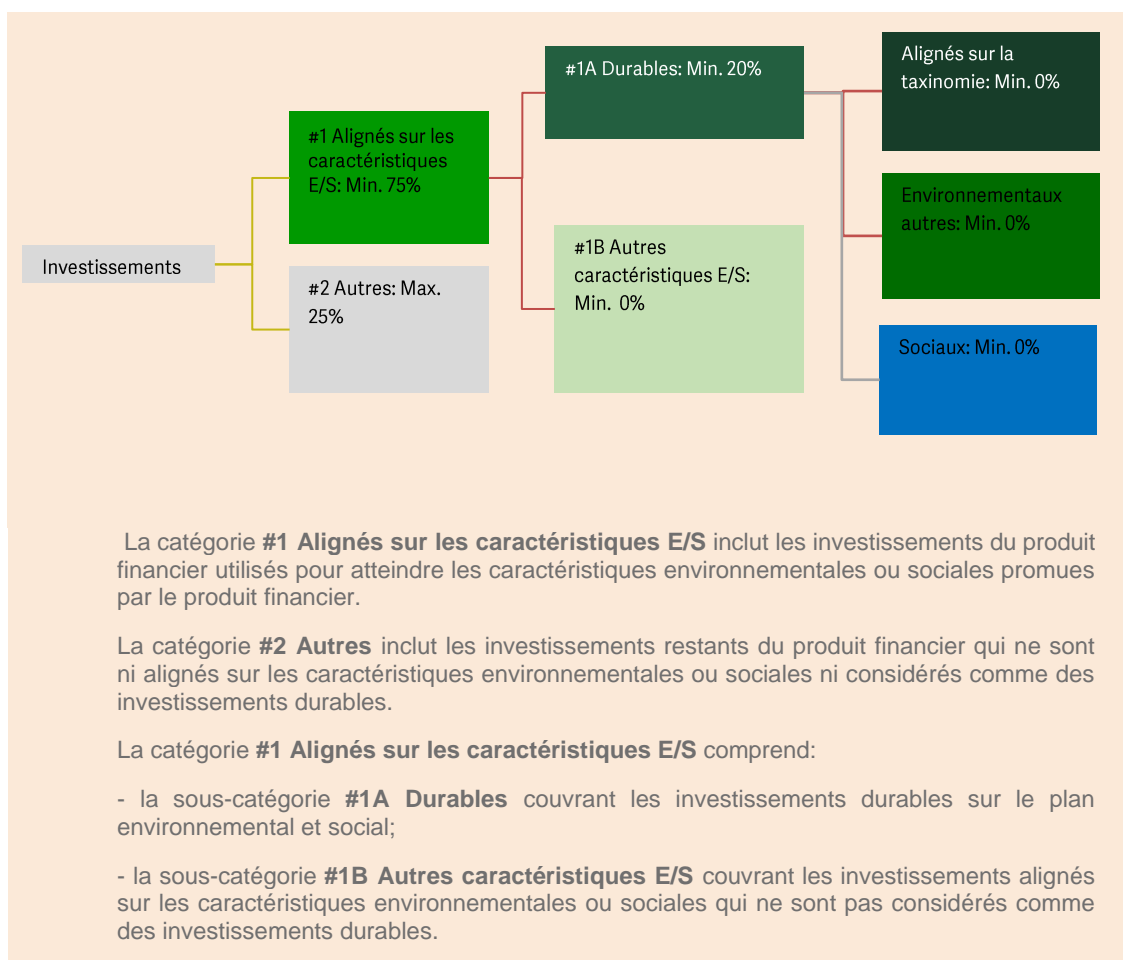 Investissements
#1 Alignés sur les
caractéristiques
E/S: Min. 75%
#2 Autres: Max.
25%
#1A Durables: Min. 20%
#1B Autres
caractéristiques E/S:
Min. 0%
Alignés sur la
taxinomie: Min. 0%
Environnementaux
autres: Min. 0%
Sociaux: Min. 0%
La catégorie #1 Alignés sur les caractéristiques E/S inclut les investissements du produit
financier utilisés pour atteindre les caractéristiques environnementales ou sociales promues
par le produit financier.
La catégorie #2 Autres inclut les investissements restants du produit financier qui ne sont
ni alignés sur les caractéristiques environnementales ou sociales ni considérés comme des
investissements durables.
La catégorie #1 Alignés sur les caractéristiques E/S comprend:
- la sous-catégorie #1A Durables couvrant les investissements durables sur le plan
environnemental et social;
- la sous-catégorie #1B Autres caractéristiques E/S couvrant les investissements alignés
sur les caractéristiques environnementales ou sociales qui ne sont pas considérés comme
des investissements durables.